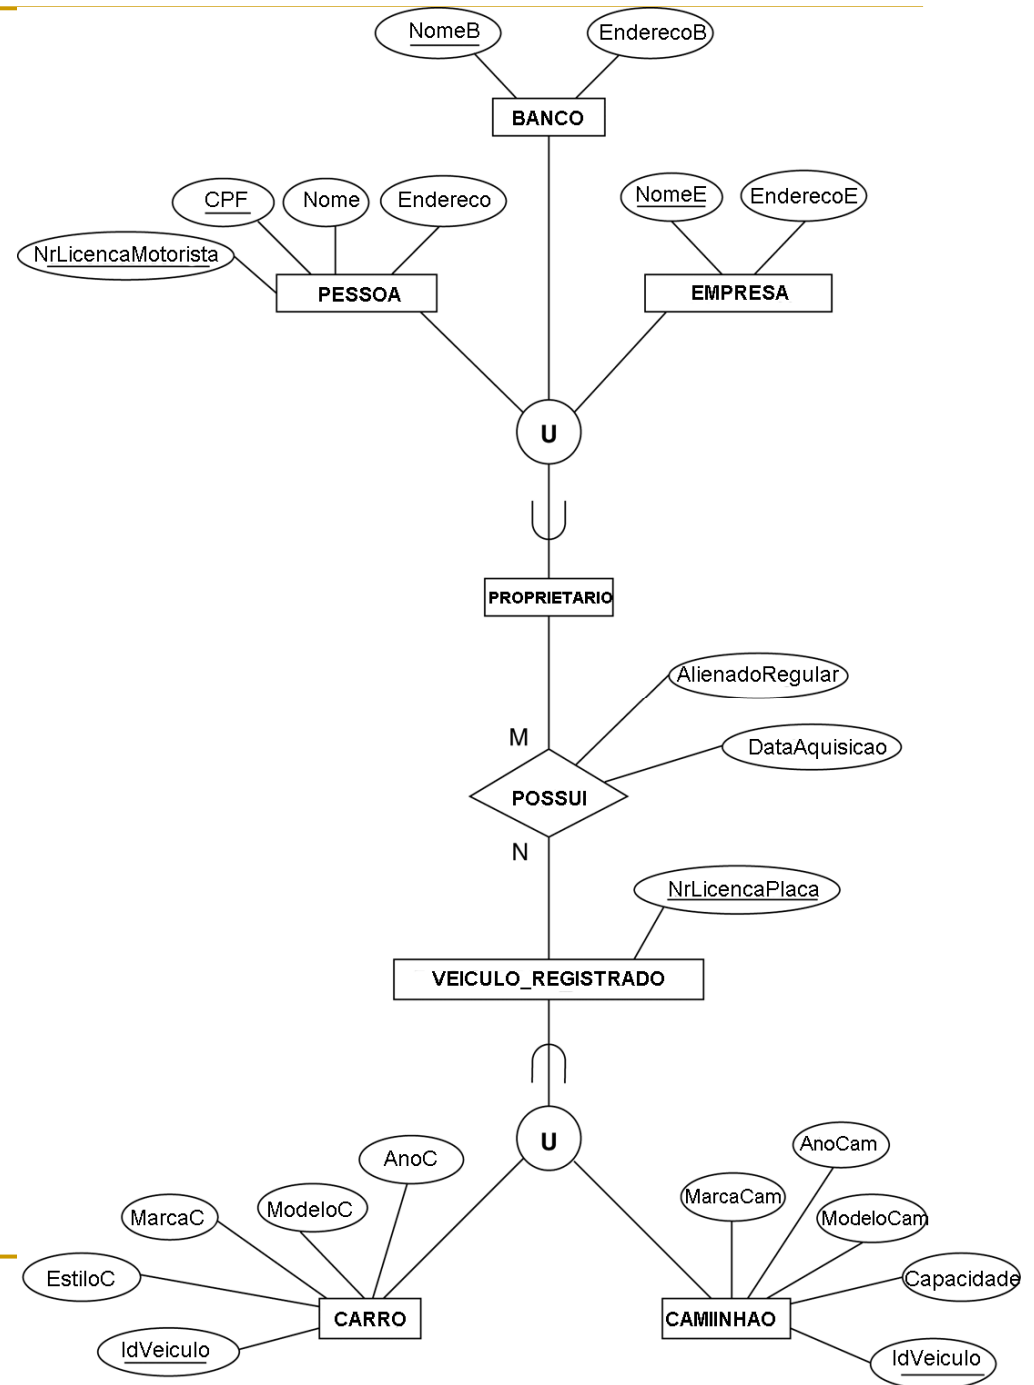 NomeB
EnderecoB
BANCO
CPF
Nome
Endereco
NomeE
EnderecoE
NrLicencaMotorista
PESSOA
EMPRESA
U
PROPRIETARIO
AlienadoRegular
M
DataAquisicao
POSSUI
N
NrLicencaPlaca
VEICULO_REGISTRADO
U
AnoC
AnoCam
MarcaC
ModeloC
MarcaCam
ModeloCam
EstiloC
Capacidade
CARRO
CAMIINHAO
IdVeiculo
IdVeiculo